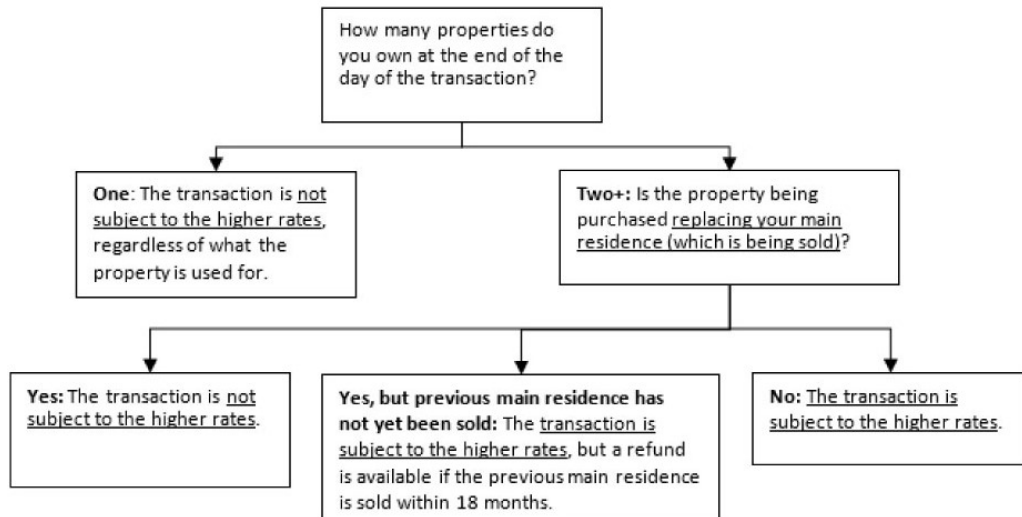 How many properties do
you own at the end of the
day of the transaction?
One: The transaction is not
subject to the higher rates,
regardless of what the
property is used for.
Two+: Is the property being
purchased replacing your main
residence (which is being sold)?
Yes: The transaction is not
subject to the higher rates.
Yes, but previous main residence has
not yet been sold: The transaction
is subject to the higher rates, but a refund
is available if the previous main residence
is sold within 18 months.
No: The transaction is
subject to the higher rates.